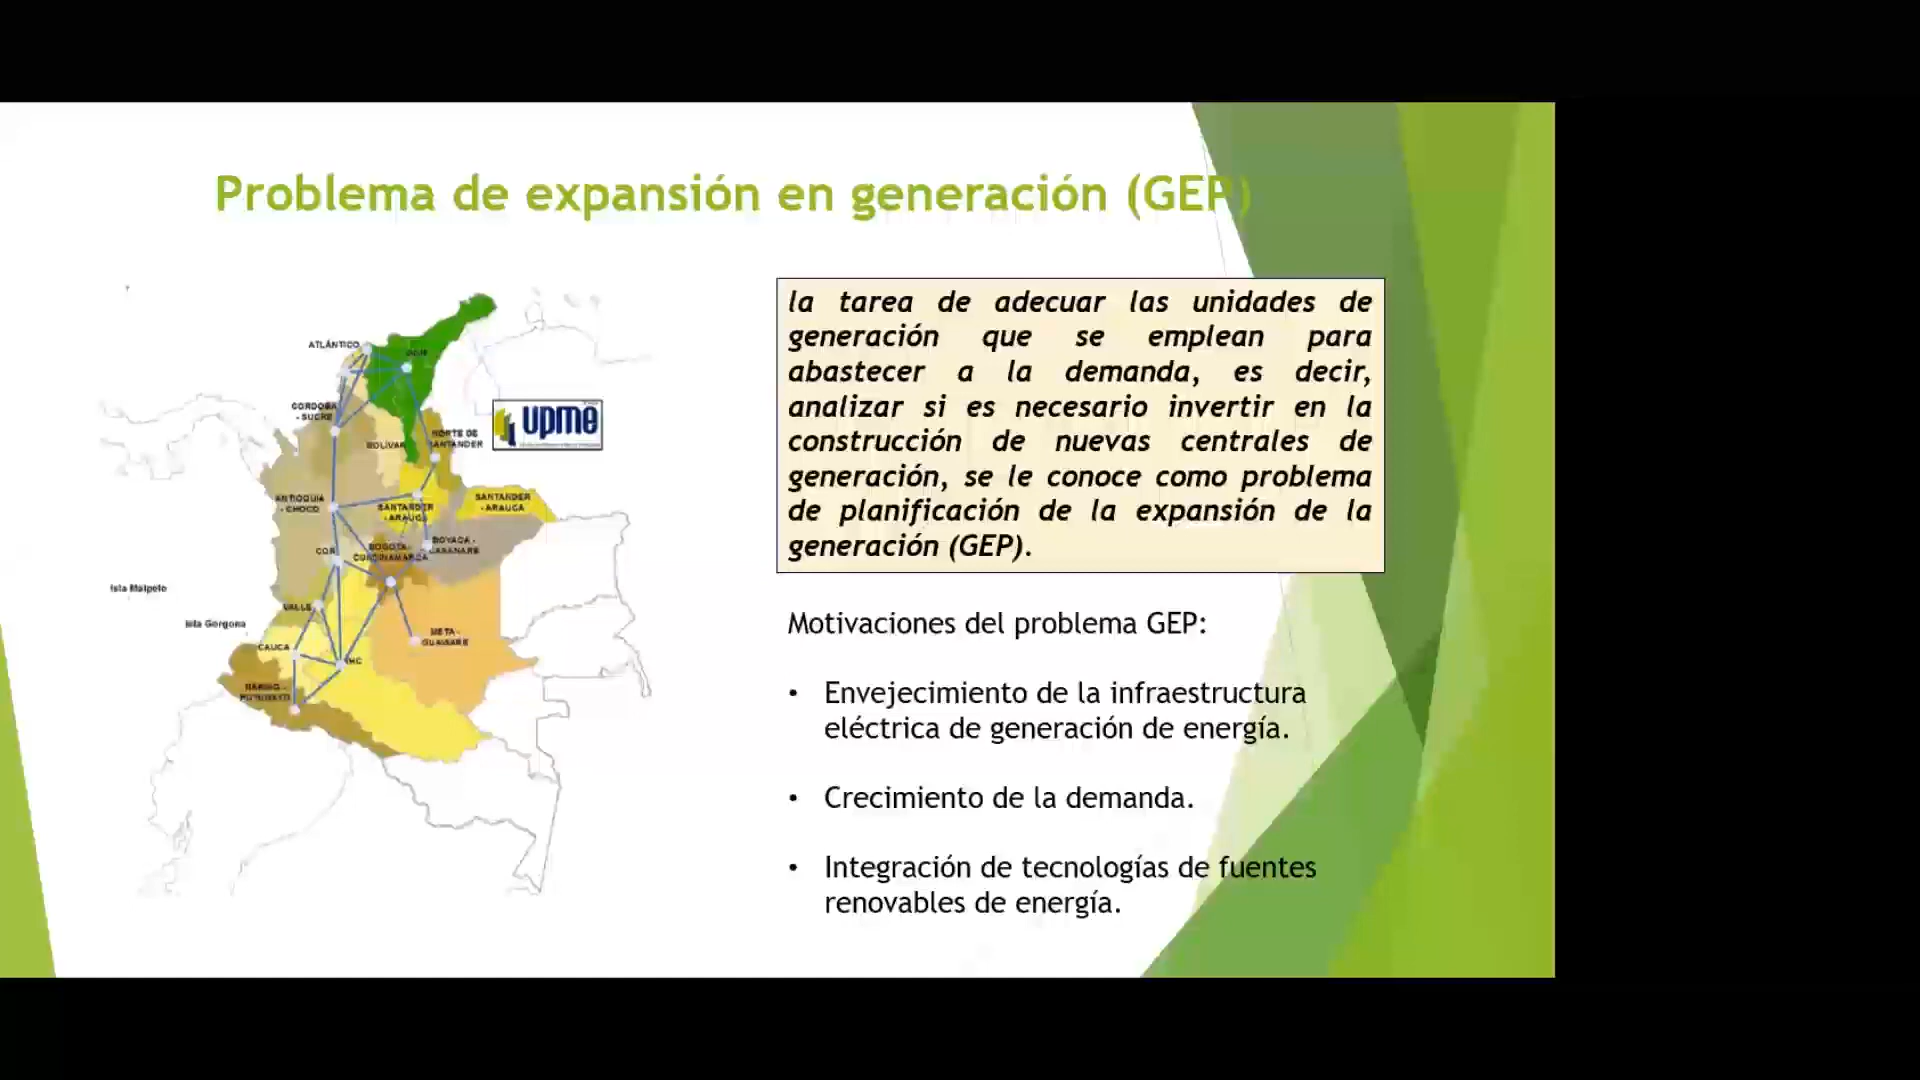 Problema de expansión en generación (GEP)
la tarea de adecuar las unidades de
generación que se emplean para
abastecer a la demanda, es decir,
analizar si es necesario invertir en la
construcción de nuevas centrales de
generación, se le conoce como problema
de planificación de la expansión de la
generación (GEP).
Motivaciones del problema GEP:
• Envejecimiento de la infraestructura
eléctrica de generación de energía.
• Crecimiento de la demanda.
• Integración de tecnologías de fuentes
renovables de energía.
ATLÁNTICO
CORDOBA
- SUCRE
BOLÍVAR
NORTE DE
SANTANDER
upme
ANTIOQUIA
- CHOCO
SANTANDER
- ARAUCA
SANTANDER
- ARAUCA
CQR
BOGOTA-
CUNDINAMARCA
BOYACA -
CASANARE
Isla Malpelo
VALLE
Isla Gorgona
META -
GUAVIARE
CAUCA
THC